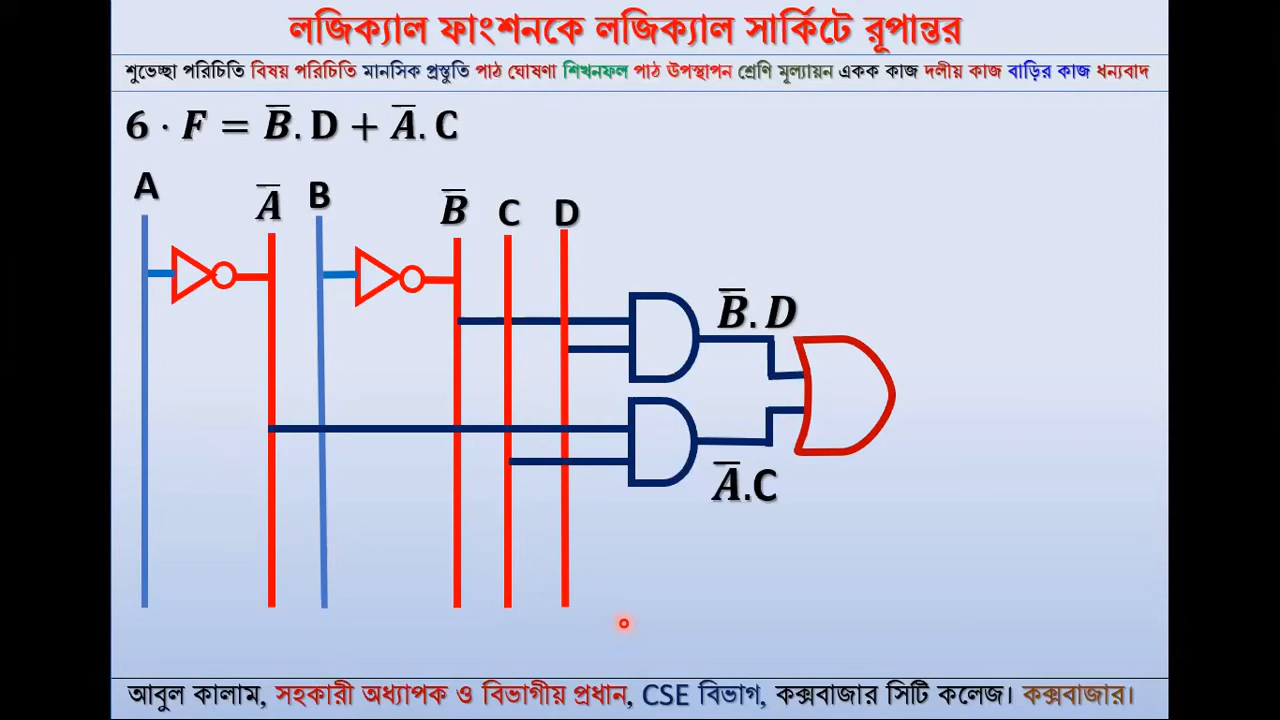 লজিক্যাল ফাংশনকে লজিক্যাল সার্কিটে রূপান্তর
শুভেচ্ছা পরিচিতি বিষয় পরিচিতি মানসিক প্রস্তুতি পাঠ ঘোষণা শিখনফল পাঠ উপস্থাপন শ্রেণি মূল্যায়ন একক কাজ দলীয় কাজ বাড়ির কাজ ধন্যবাদ
6 · F = B̅. D + A̅. C
A A̅ B B̅ C D
B̅. D
A̅.C
আবুল কালাম, সহকারী অধ্যাপক ও বিভাগীয় প্রধান, CSE বিভাগ, কক্সবাজার সিটি কলেজ। কক্সবাজার।